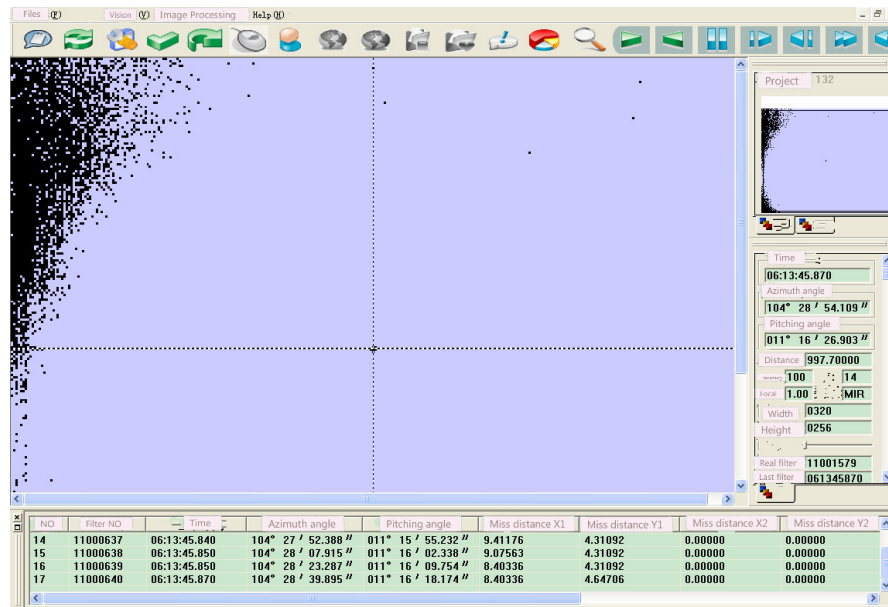 Files (F) Vision (V) Image Processing Help (H)
Project 132
Time
06:13:45.870
Azimuth angle
104° 28 ′ 54.109 ″
Pitching angle
011° 16 ′ 26.903 ″
Distance 997.70000
100 14
Focal 1.00 MIR
Width 0320
Height 0256
Real filter 11001579
Last filter 061345870
NO Filter NO Time Azimuth angle Pitching angle Miss distance X1 Miss distance Y1 Miss distance X2 Miss distance Y2
14 11000637 06:13:45.840 104° 27 ′ 52.388 ″ 011° 15 ′ 55.232 ″ 9.41176 4.31092 0.00000 0.00000
15 11000638 06:13:45.850 104° 28 ′ 07.915 ″ 011° 16 ′ 02.338 ″ 9.07563 4.31092 0.00000 0.00000
16 11000639 06:13:45.850 104° 28 ′ 23.287 ″ 011° 16 ′ 09.754 ″ 8.40336 4.31092 0.00000 0.00000
17 11000640 06:13:45.870 104° 28 ′ 39.895 ″ 011° 16 ′ 18.174 ″ 8.40336 4.64706 0.00000 0.00000